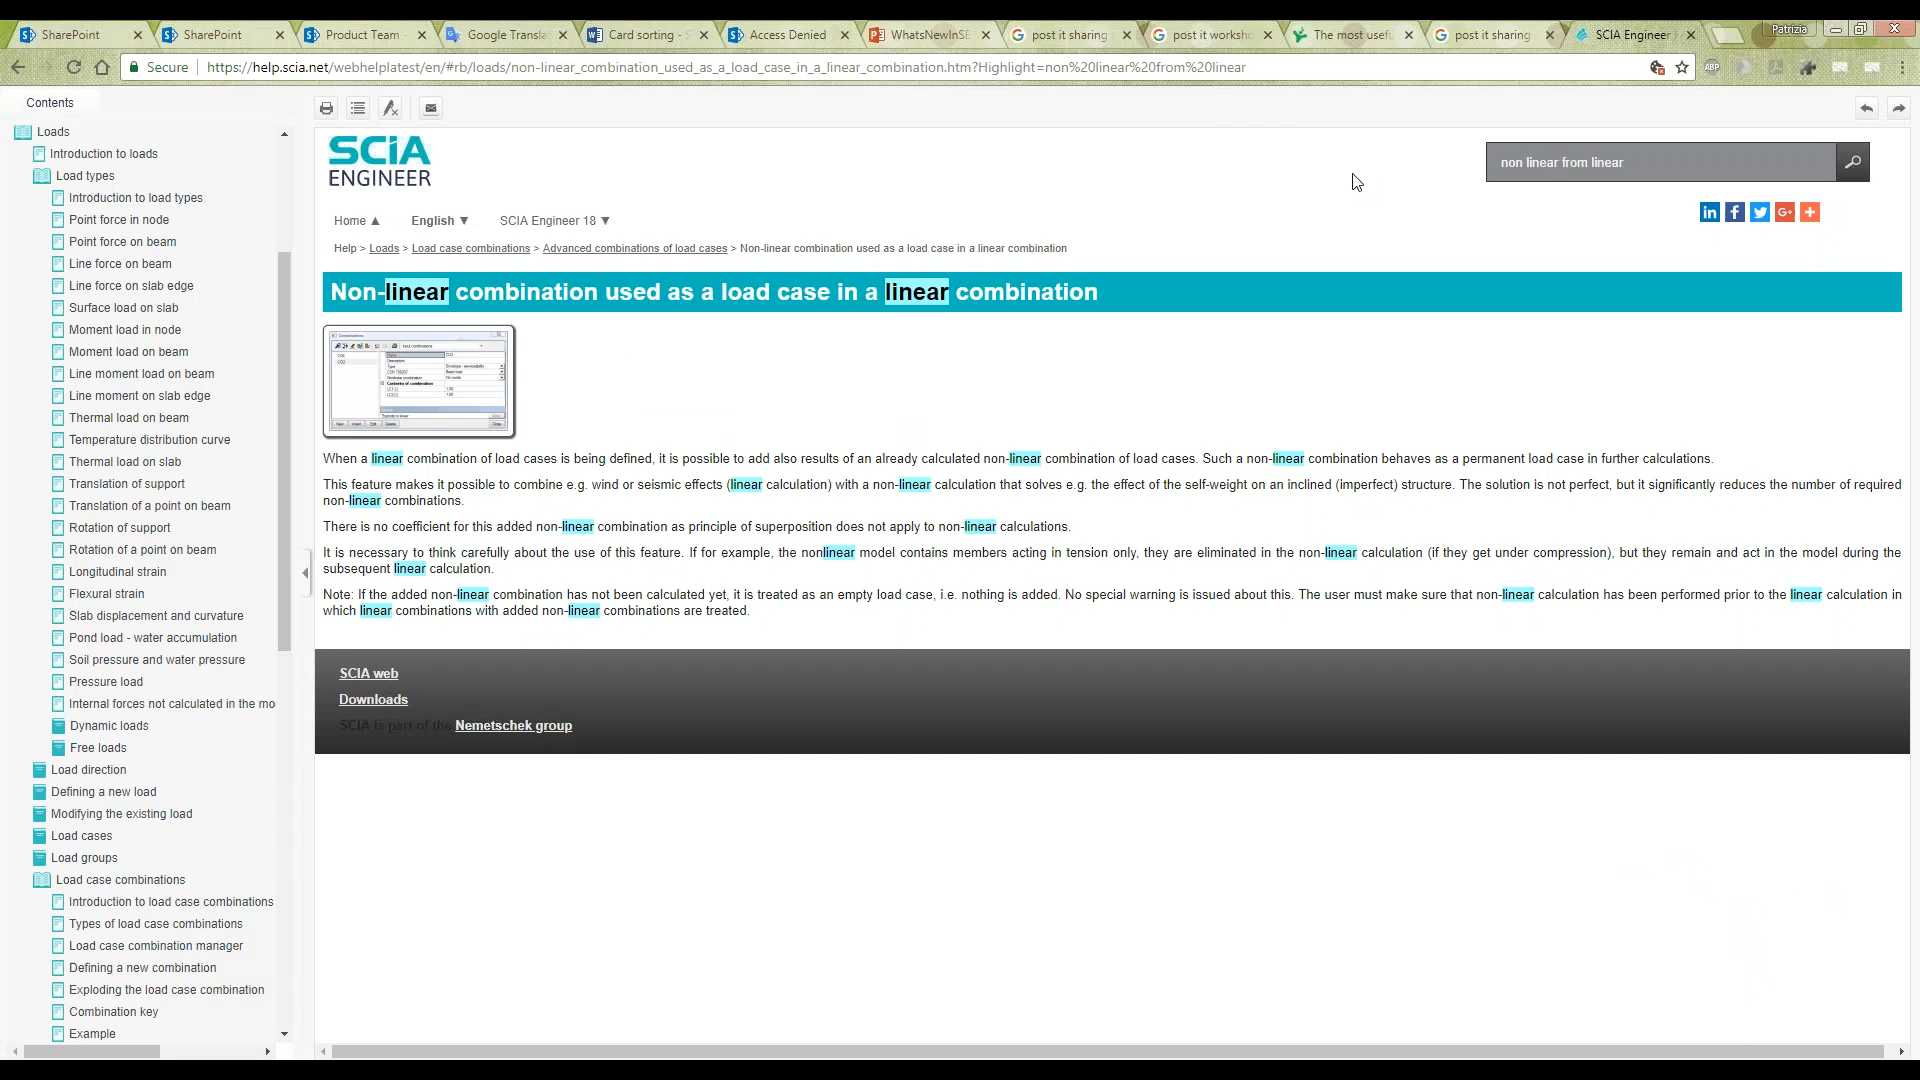 SharePoint
SharePoint
Product Team
Google Transla
Card sorting - S
Access Denied
WhatsNewInSE
post it sharing
post it worksho
The most usefu
post it sharing
SCIA Engineer
Patrizia
Secure
https://help.scia.net/webhelplatest/en/#rb/loads/non-linear_combination_used_as_a_load_case_in_a_linear_combination.htm?Highlight=non%20linear%20from%20linear
ABP
Contents
Loads
Introduction to loads
Load types
Introduction to load types
Point force in node
Point force on beam
Line force on beam
Line force on slab edge
Surface load on slab
Moment load in node
Moment load on beam
Line moment load on beam
Line moment on slab edge
Thermal load on beam
Temperature distribution curve
Thermal load on slab
Translation of support
Translation of a point on beam
Rotation of support
Rotation of a point on beam
Longitudinal strain
Flexural strain
Slab displacement and curvature
Pond load - water accumulation
Soil pressure and water pressure
Pressure load
Internal forces not calculated in the mo
Dynamic loads
Free loads
Load direction
Defining a new load
Modifying the existing load
Load cases
Load groups
Load case combinations
Introduction to load case combinations
Types of load case combinations
Load case combination manager
Defining a new combination
Exploding the load case combination
Combination key
Example
SCIA
ENGINEER
non linear from linear
Home ▲ English ▼ SCIA Engineer 18 ▼
Help > Loads > Load case combinations > Advanced combinations of load cases > Non-linear combination used as a load case in a linear combination
Non-linear combination used as a load case in a linear combination
When a linear combination of load cases is being defined, it is possible to add also results of an already calculated non-linear combination of load cases. Such a non-linear combination behaves as a permanent load case in further calculations.
This feature makes it possible to combine e.g. wind or seismic effects (linear calculation) with a non-linear calculation that solves e.g. the effect of the self-weight on an inclined (imperfect) structure. The solution is not perfect, but it significantly reduces the number of required
non-linear combinations.
There is no coefficient for this added non-linear combination as principle of superposition does not apply to non-linear calculations.
It is necessary to think carefully about the use of this feature. If for example, the nonlinear model contains members acting in tension only, they are eliminated in the non-linear calculation (if they get under compression), but they remain and act in the model during the
subsequent linear calculation.
Note: If the added non-linear combination has not been calculated yet, it is treated as an empty load case, i.e. nothing is added. No special warning is issued about this. The user must make sure that non-linear calculation has been performed prior to the linear calculation in
which linear combinations with added non-linear combinations are treated.
SCIA web
Downloads
SCIA is part of the Nemetschek group